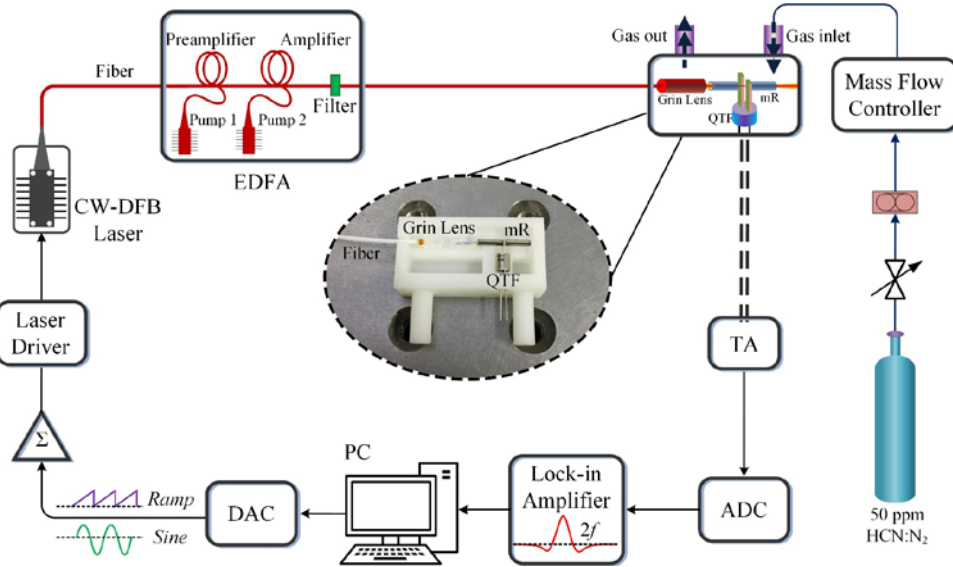 Preamplifier
Amplifier
Fiber
Pump 1
Pump 2
Filter
EDFA
Gas out
Gas inlet
Grin Lens
mR
QTF
Mass Flow
Controller
CW-DFB
Laser
Grin Lens
mR
Fiber
QTF
Laser
Driver
TA
Σ
PC
Ramp
Sine
DAC
Lock-in
Amplifier
2f
ADC
50 ppm
HCN:N₂